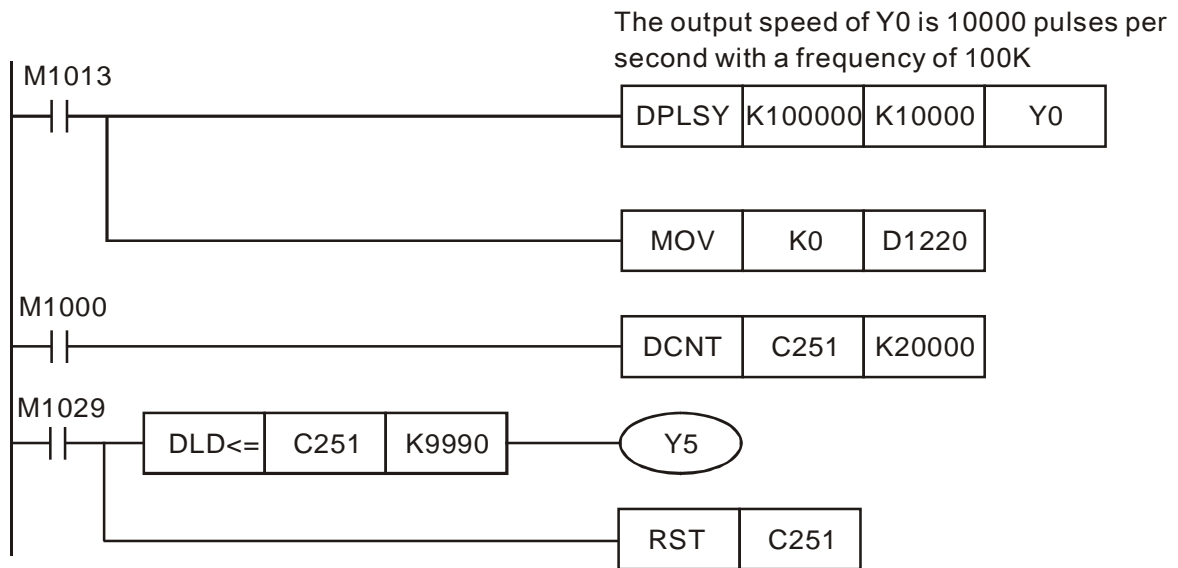 The output speed of Y0 is 10000 pulses per
second with a frequency of 100K
M1013
DPLSY K100000 K10000 Y0
MOV K0 D1220
M1000
DCNT C251 K20000
M1029
DLD<= C251 K9990 Y5
RST C251